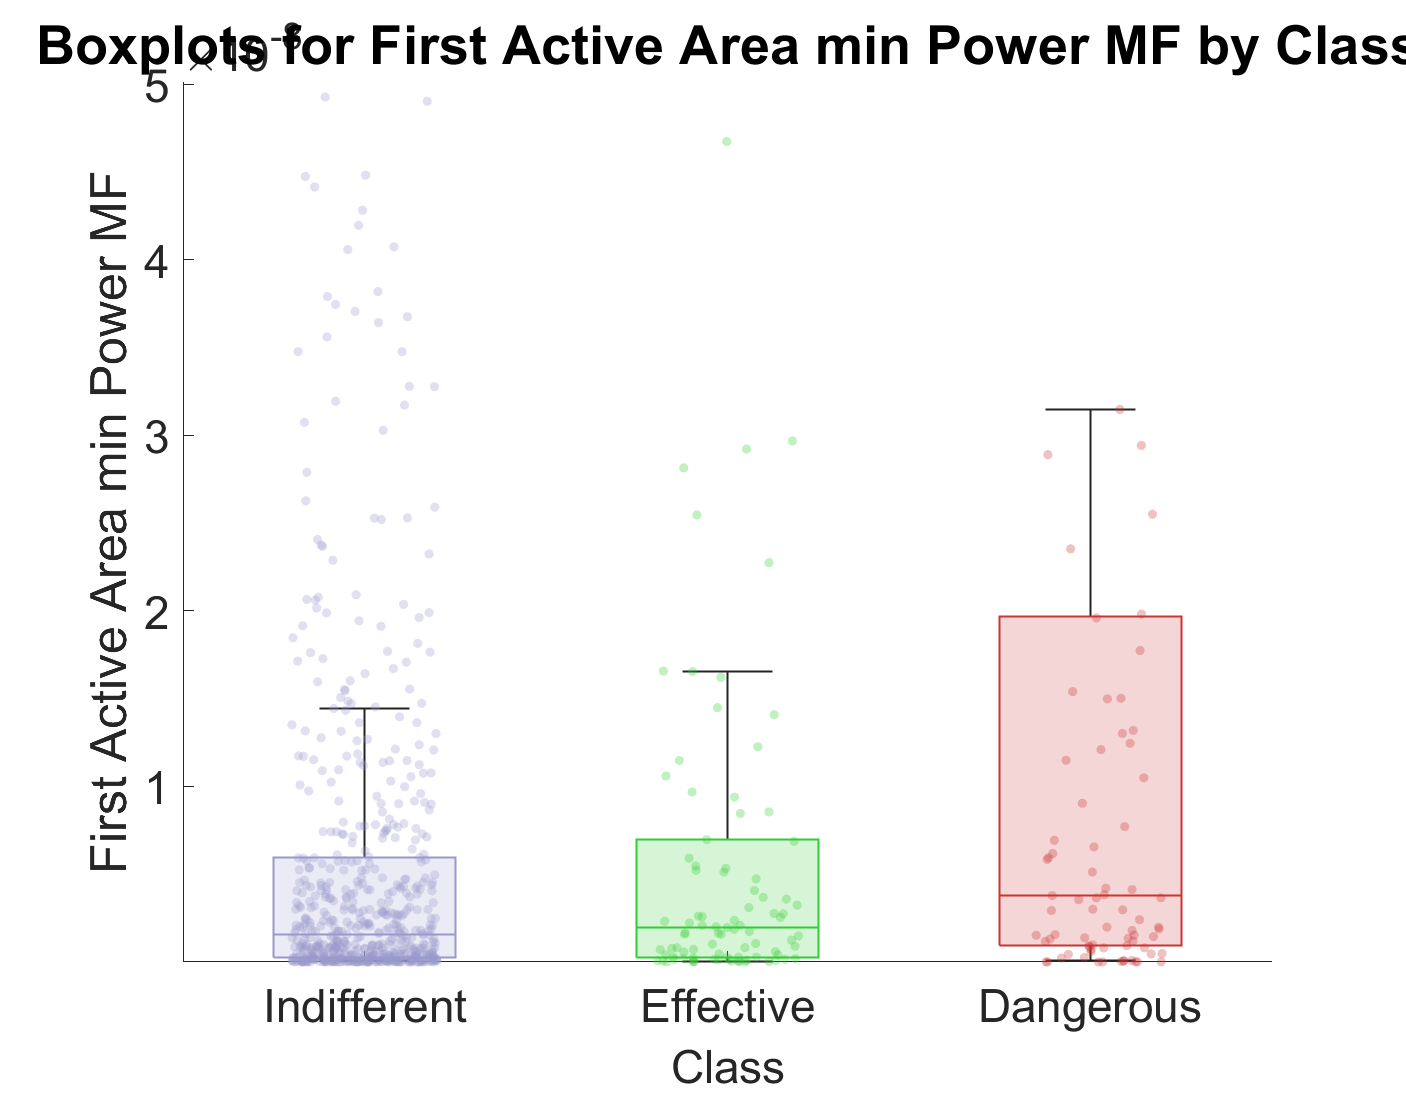 Boxplots for First Active Area min Power MF by Class
5
4
3
2
1
First Active Area min Power MF
Indifferent
Effective
Dangerous
Class